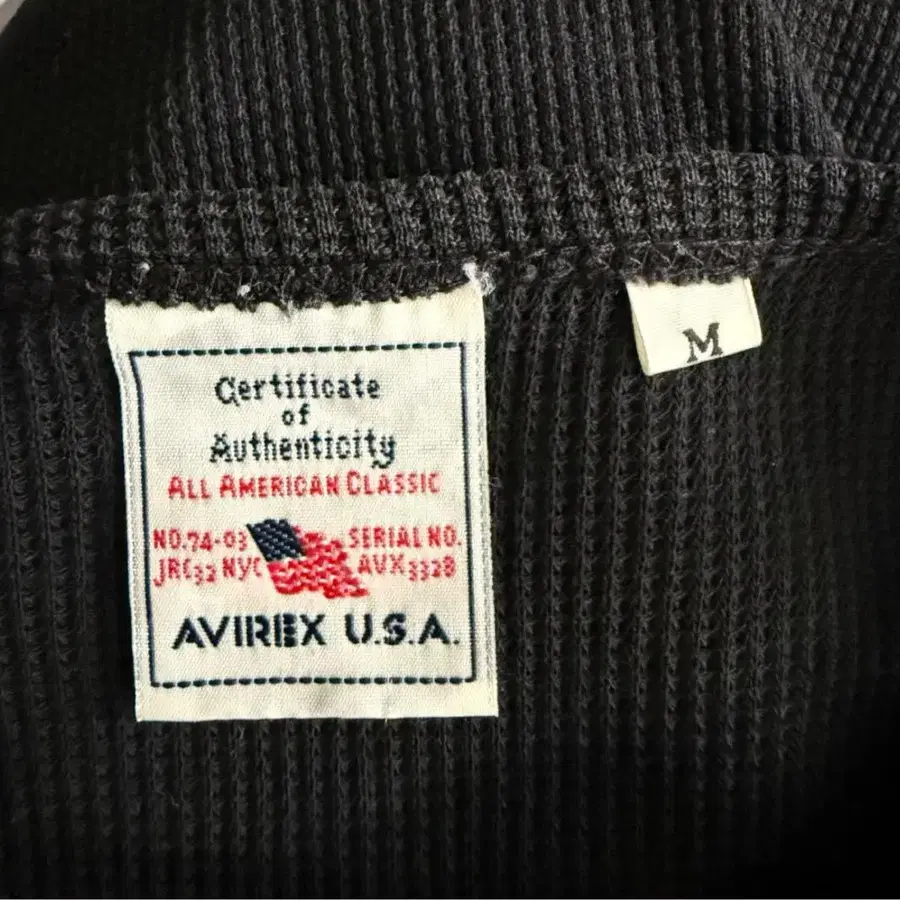 Certificate
of
Authenticity
ALL AMERICAN CLASSIC
NO.74-03 SERIAL NO.
JRC32 NYC AVX3328
AVIREX U.S.A.
M